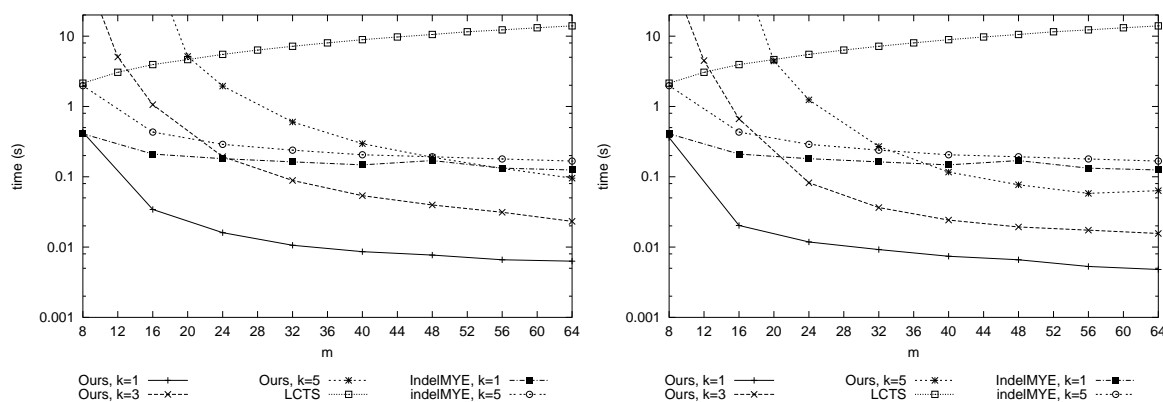 10
1
0.1
0.01
0.001
time (s)
8 12 16 20 24 28 32 36 40 44 48 52 56 60 64
m
Ours, k=1
Ours, k=3
Ours, k=5
LCTS
IndelMYE, k=1
indelMYE, k=5
10
1
0.1
0.01
0.001
time (s)
8 12 16 20 24 28 32 36 40 44 48 52 56 60 64
m
Ours, k=1
Ours, k=3
Ours, k=5
LCTS
IndelMYE, k=1
indelMYE, k=5